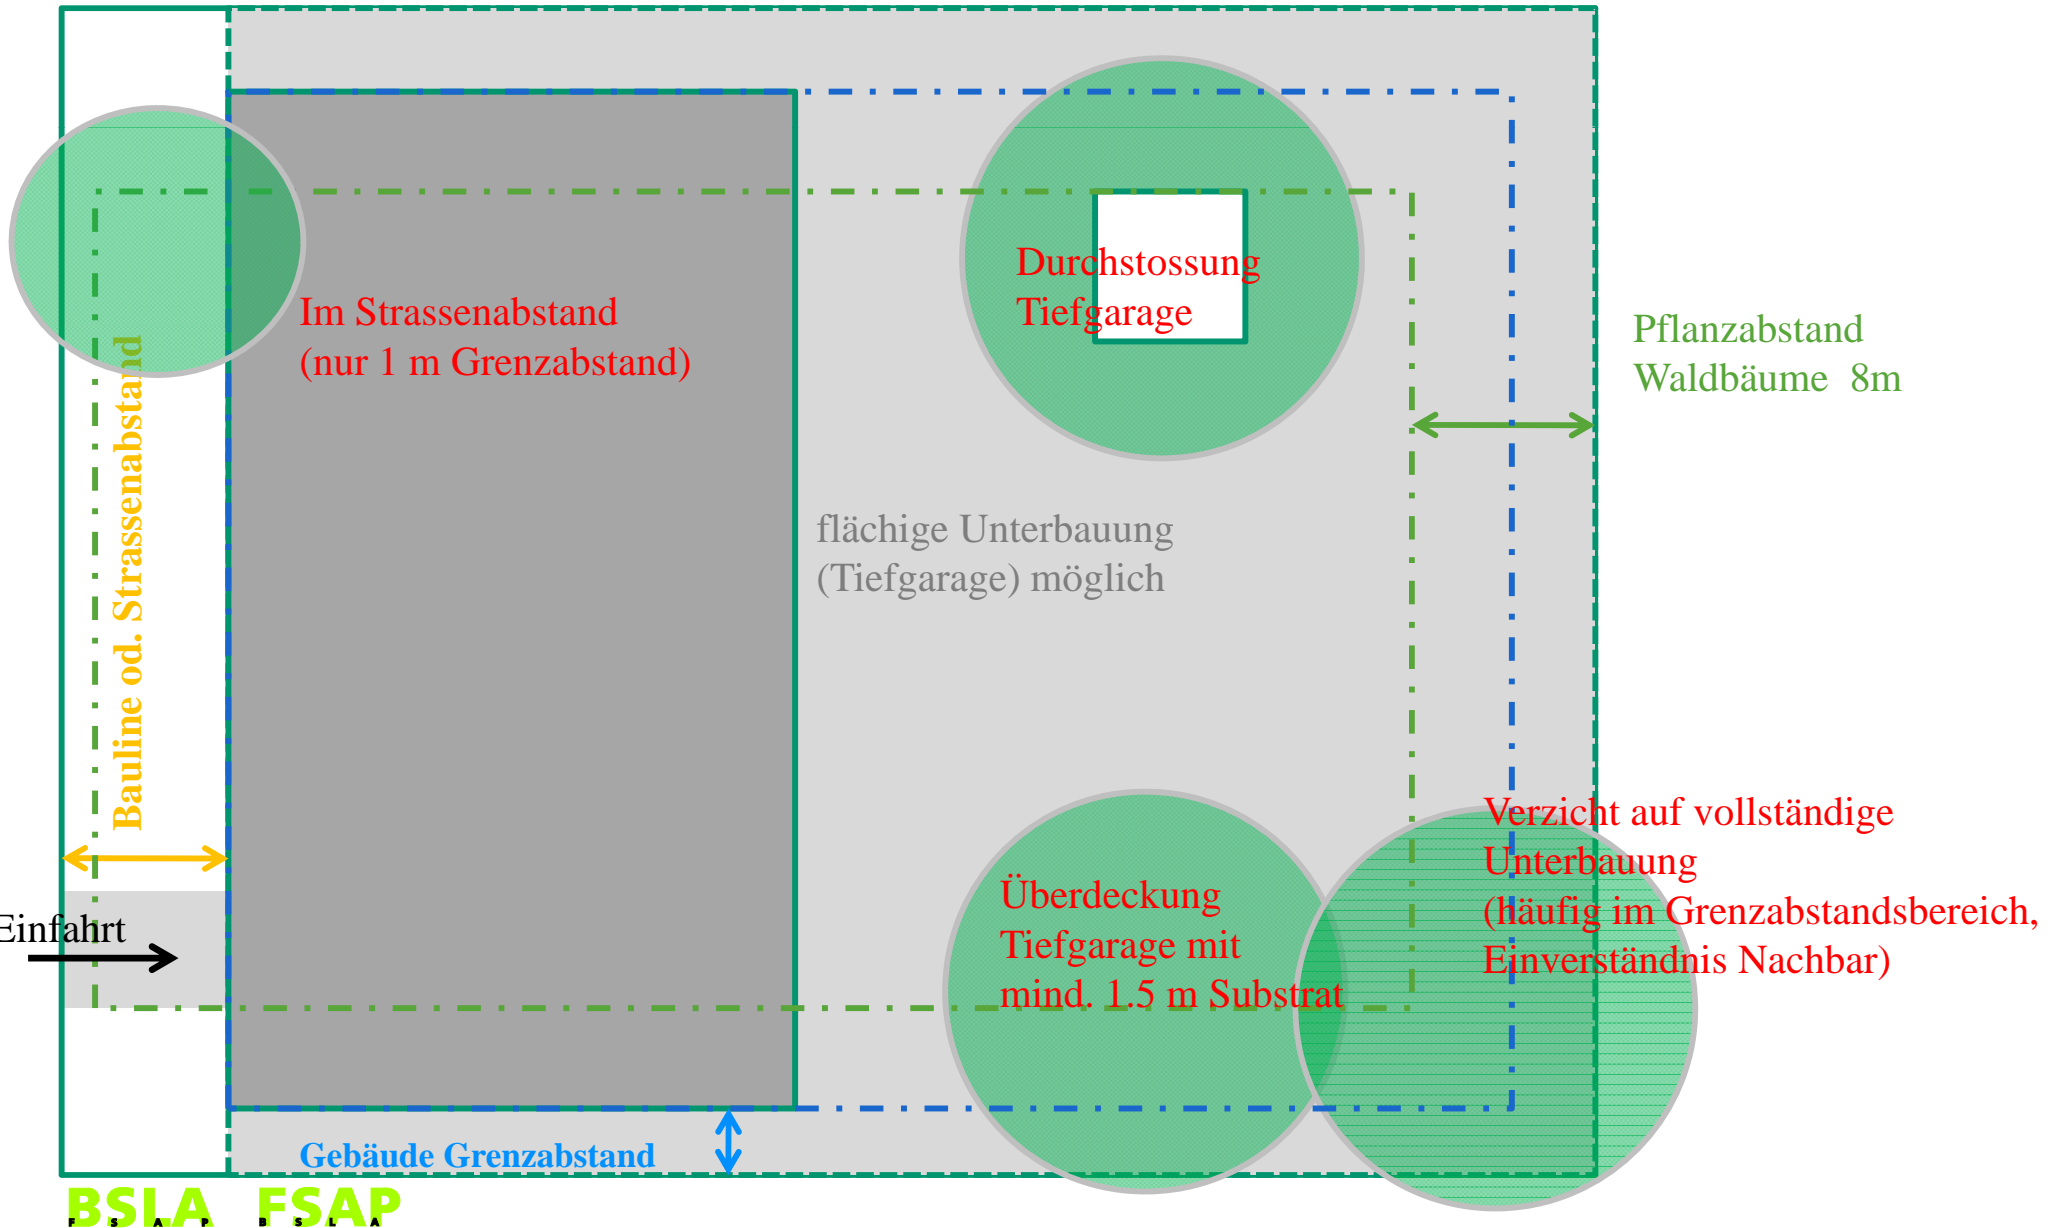 Im Strassenabstand
(nur 1 m Grenzabstand)
Durchstossung
Tiefgarage
Pflanzabstand
Waldbäume 8m
Bauline od. Strassenabstand
flächige Unterbauung
(Tiefgarage) möglich
Verzicht auf vollständige
Unterbauung
(häufig im Grenzabstandsbereich,
Einverständnis Nachbar)
Überdeckung
Tiefgarage mit
mind. 1.5 m Substrat
Einfahrt
Gebäude Grenzabstand
BSLA FSAP
F S A P B S L A